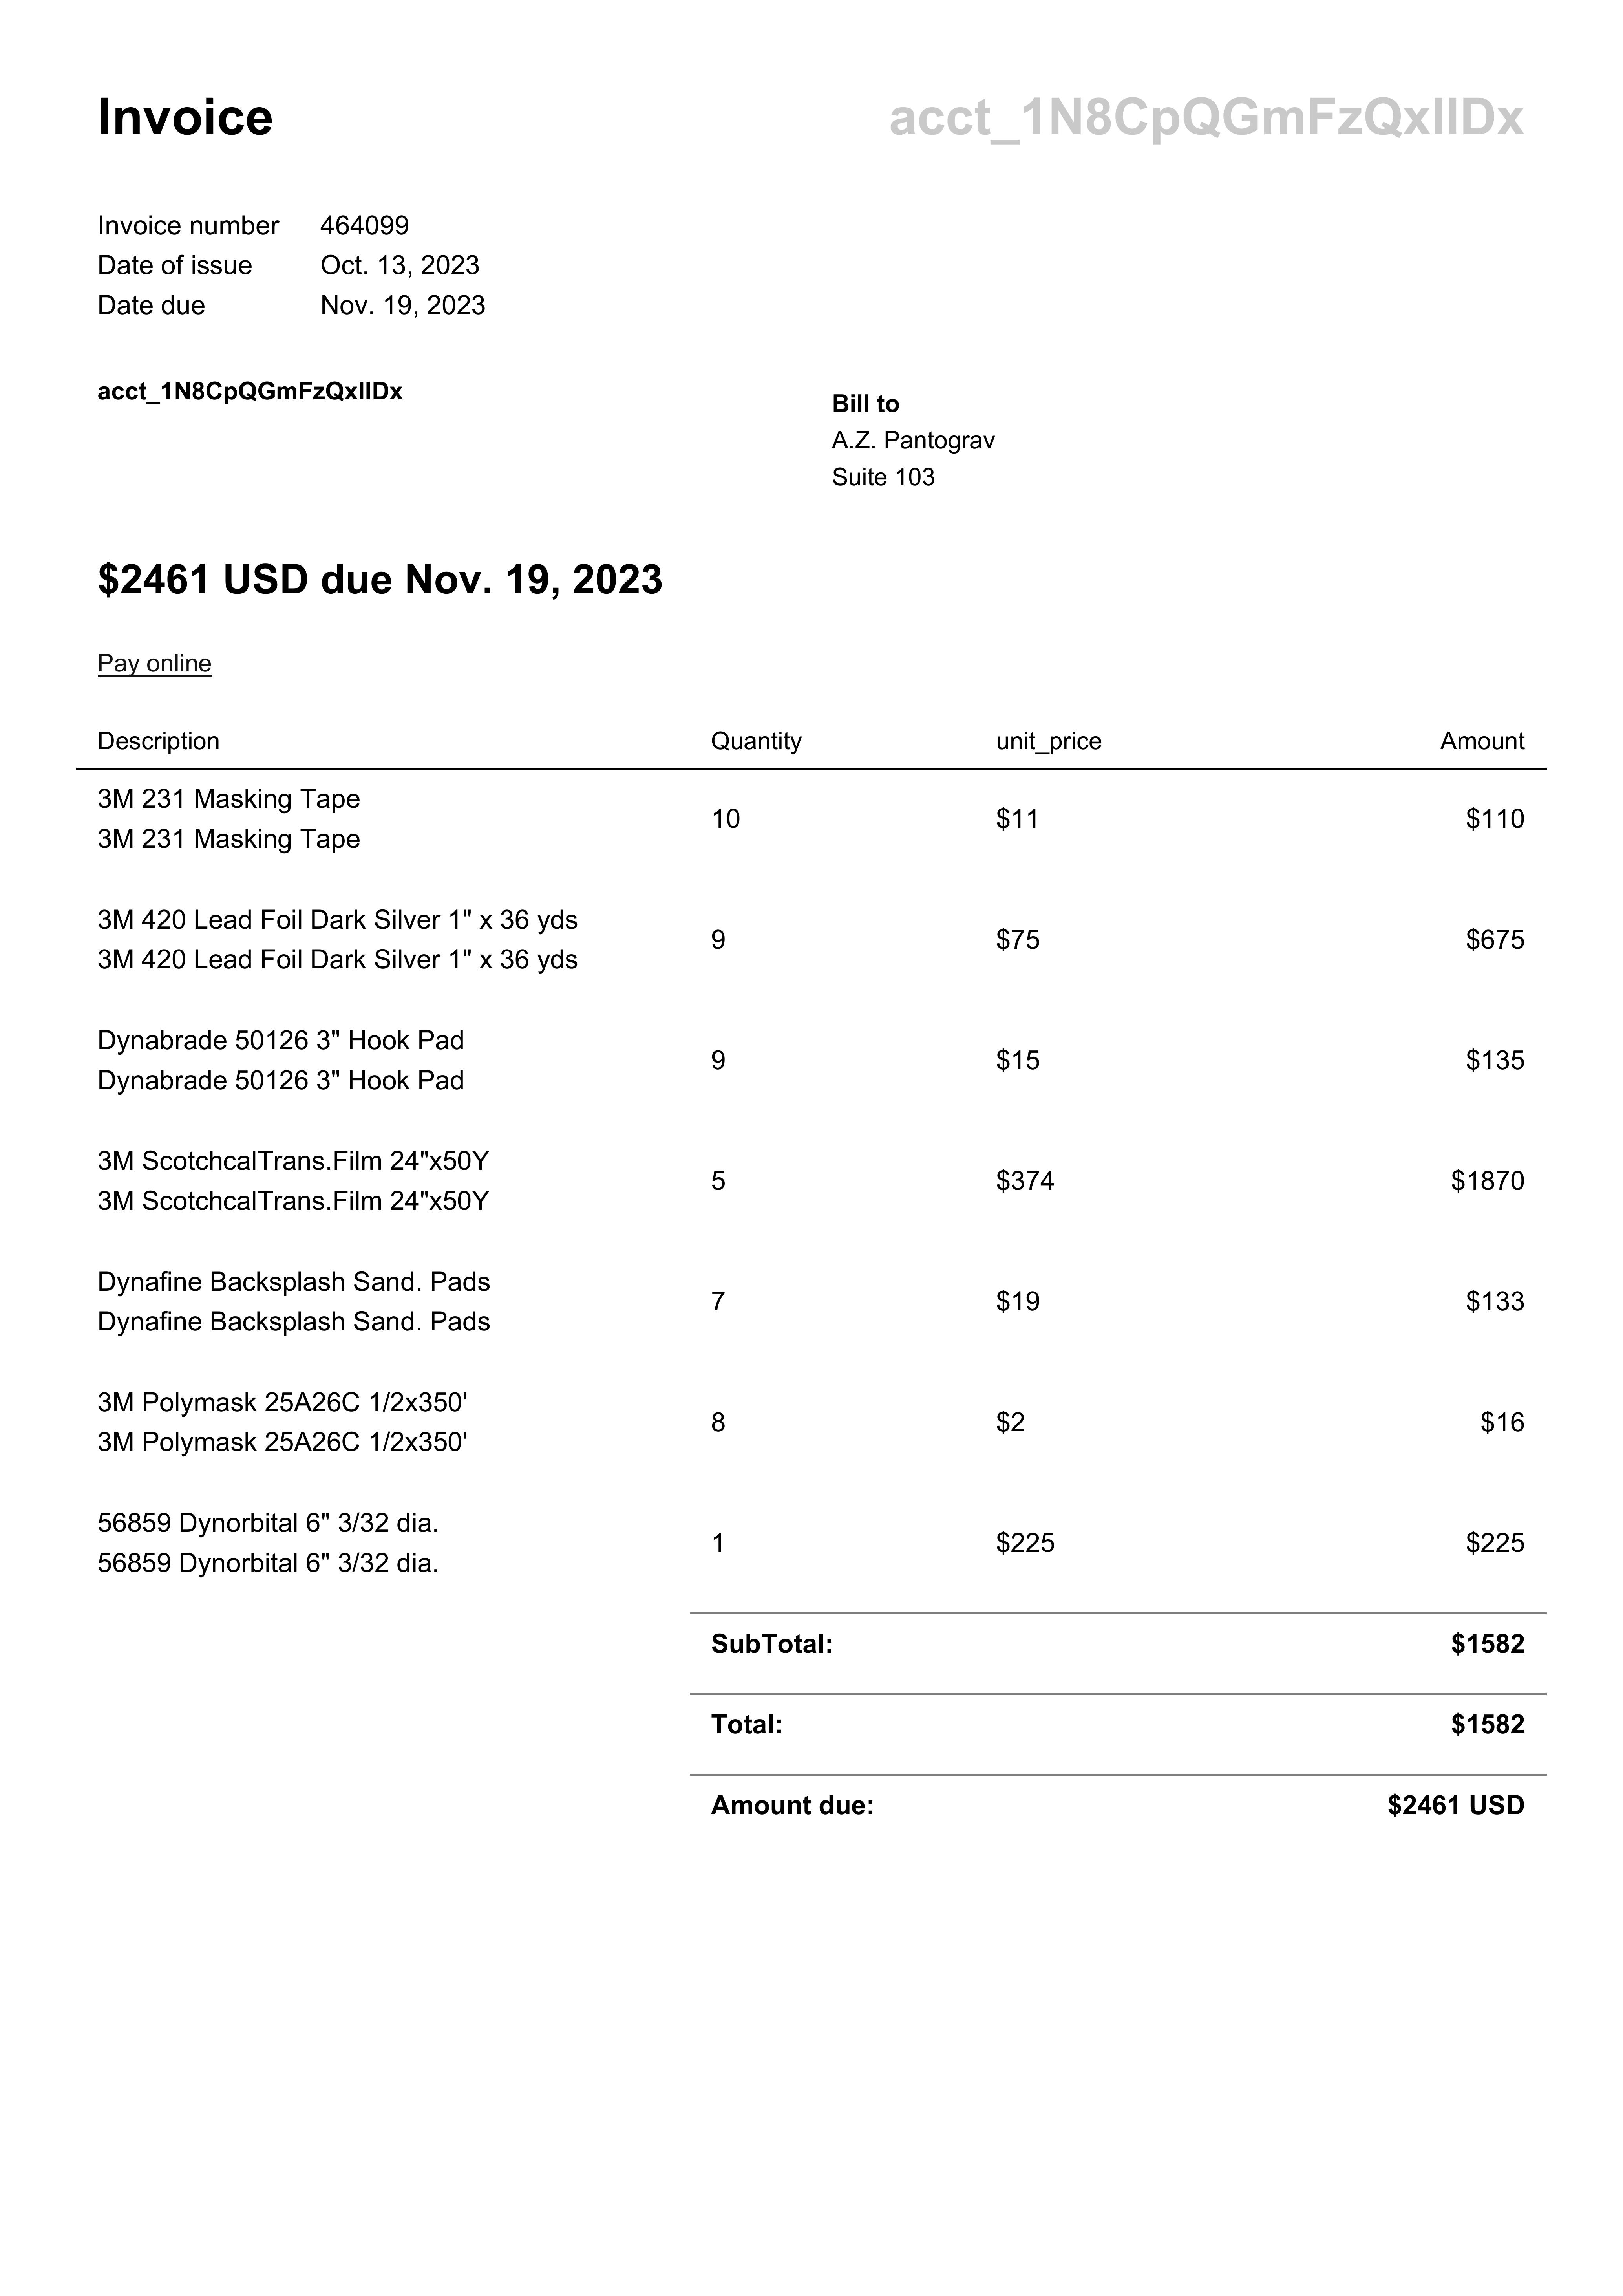 Invoice acct_1N8CpQGmFzQxIlDx
Invoice number 464099
Date of issue Oct. 13, 2023
Date due Nov. 19, 2023
acct_1N8CpQGmFzQxIlDx
Bill to
A.Z. Pantograv
Suite 103
$2461 USD due Nov. 19, 2023
Pay online
Description Quantity unit_price Amount
3M 231 Masking Tape
3M 231 Masking Tape
10 $11 $110
3M 420 Lead Foil Dark Silver 1" x 36 yds
3M 420 Lead Foil Dark Silver 1" x 36 yds
9 $75 $675
Dynabrade 50126 3" Hook Pad
Dynabrade 50126 3" Hook Pad
9 $15 $135
3M ScotchcalTrans.Film 24"x50Y
3M ScotchcalTrans.Film 24"x50Y
5 $374 $1870
Dynafine Backsplash Sand. Pads
Dynafine Backsplash Sand. Pads
7 $19 $133
3M Polymask 25A26C 1/2x350'
3M Polymask 25A26C 1/2x350'
8 $2 $16
56859 Dynorbital 6" 3/32 dia.
56859 Dynorbital 6" 3/32 dia.
1 $225 $225
SubTotal: $1582
Total: $1582
Amount due: $2461 USD